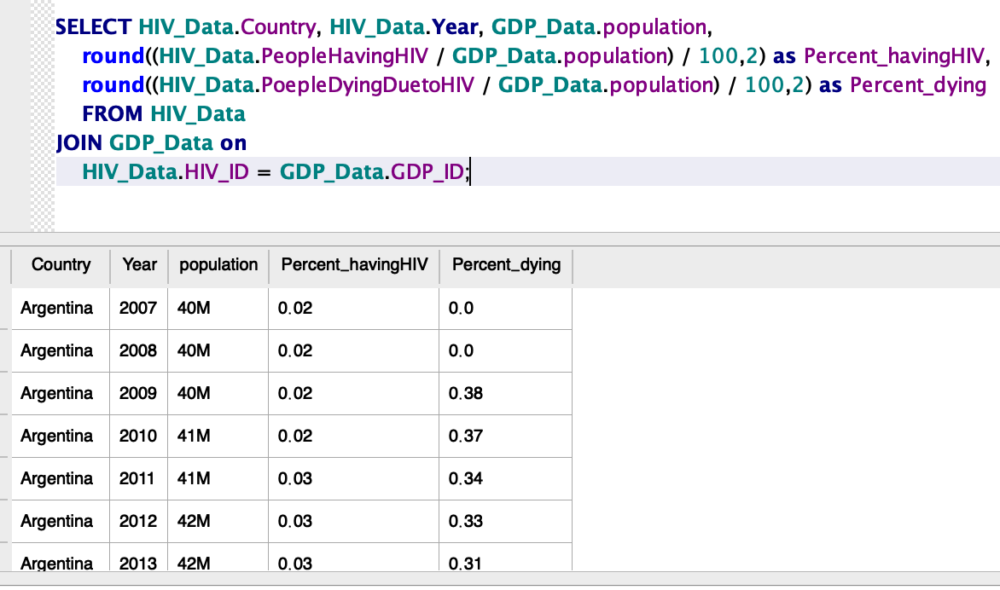 SELECT HIV_Data.Country, HIV_Data.Year, GDP_Data.population,
round((HIV_Data.PeopleHavingHIV / GDP_Data.population) / 100,2) as Percent_havingHIV,
round((HIV_Data.PoepleDyingDuetoHIV / GDP_Data.population) / 100,2) as Percent_dying
FROM HIV_Data
JOIN GDP_Data on
HIV_Data.HIV_ID = GDP_Data.GDP_ID;
Country Year population Percent_havingHIV Percent_dying
Argentina 2007 40M 0.02 0.0
Argentina 2008 40M 0.02 0.0
Argentina 2009 40M 0.02 0.38
Argentina 2010 41M 0.02 0.37
Argentina 2011 41M 0.03 0.34
Argentina 2012 42M 0.03 0.33
Argentina 2013 42M 0.03 0.31